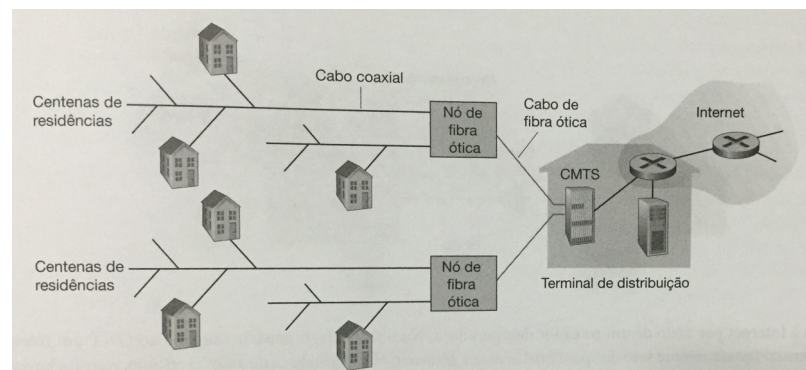 Centenas de
residências
Cabo coaxial
Nó de
fibra
ótica
Cabo de
fibra ótica
Internet
CMTS
Centenas de
residências
Nó de
fibra
ótica
Terminal de distribuição